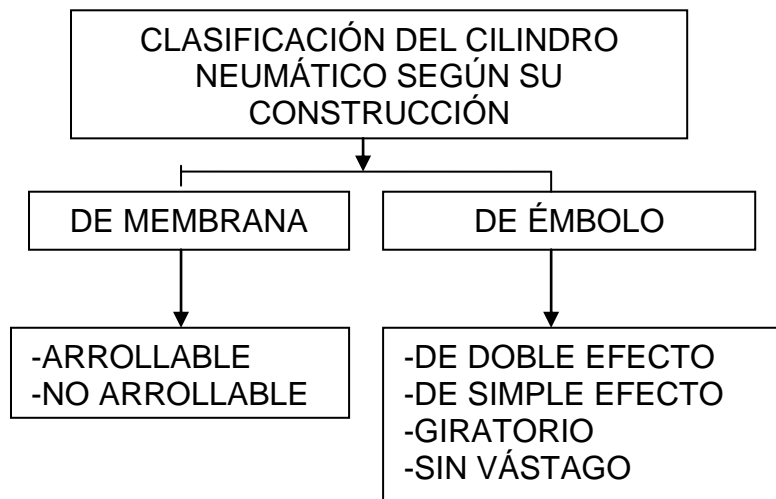 CLASIFICACIÓN DEL CILINDRO
NEUMÁTICO SEGÚN SU
CONSTRUCCIÓN
DE MEMBRANA
DE ÉMBOLO
-ARROLLABLE
-NO ARROLLABLE
-DE DOBLE EFECTO
-DE SIMPLE EFECTO
-GIRATORIO
-SIN VÁSTAGO